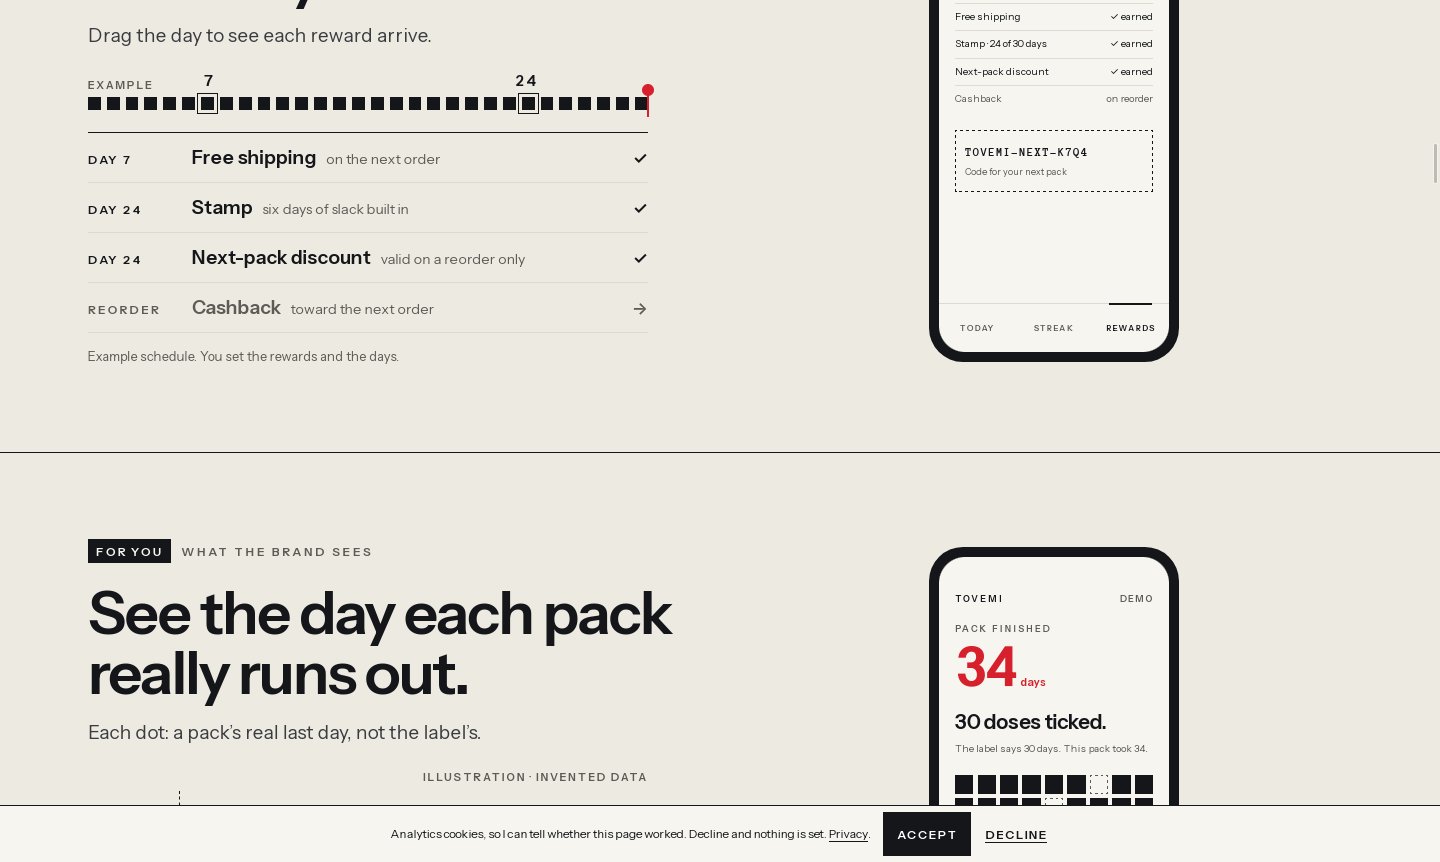 Drag the day to see each reward arrive.
EXAMPLE
7
24
DAY 7 Free shipping on the next order ✓
DAY 24 Stamp six days of slack built in ✓
DAY 24 Next-pack discount valid on a reorder only ✓
REORDER Cashback toward the next order →
Example schedule. You set the rewards and the days.
Free shipping ✓ earned
Stamp · 24 of 30 days ✓ earned
Next-pack discount ✓ earned
Cashback on reorder
TOVEMI–NEXT–K7Q4
Code for your next pack
TODAY STREAK REWARDS
FOR YOU WHAT THE BRAND SEES
See the day each pack
really runs out.
Each dot: a pack’s real last day, not the label’s.
ILLUSTRATION · INVENTED DATA
TOVEMI DEMO
PACK FINISHED
34 days
30 doses ticked.
The label says 30 days. This pack took 34.
Analytics cookies, so I can tell whether this page worked. Decline and nothing is set. Privacy.
ACCEPT
DECLINE